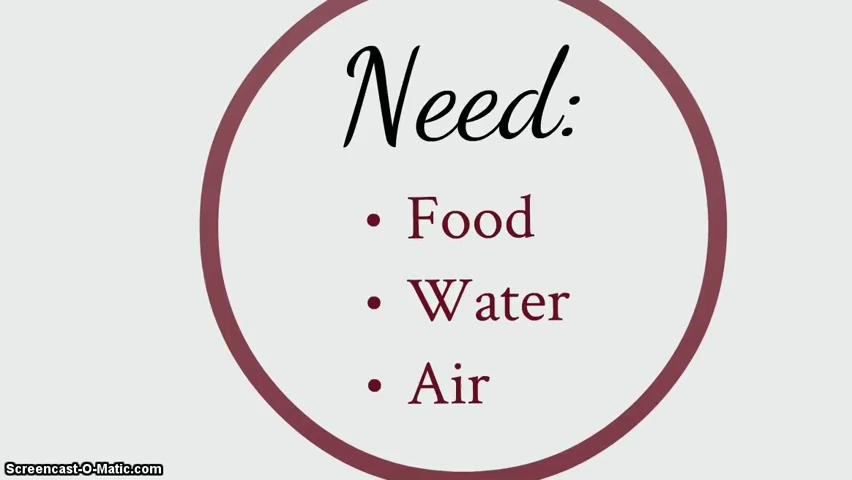 Need:
• Food
• Water
• Air
Screencast-O-Matic.com